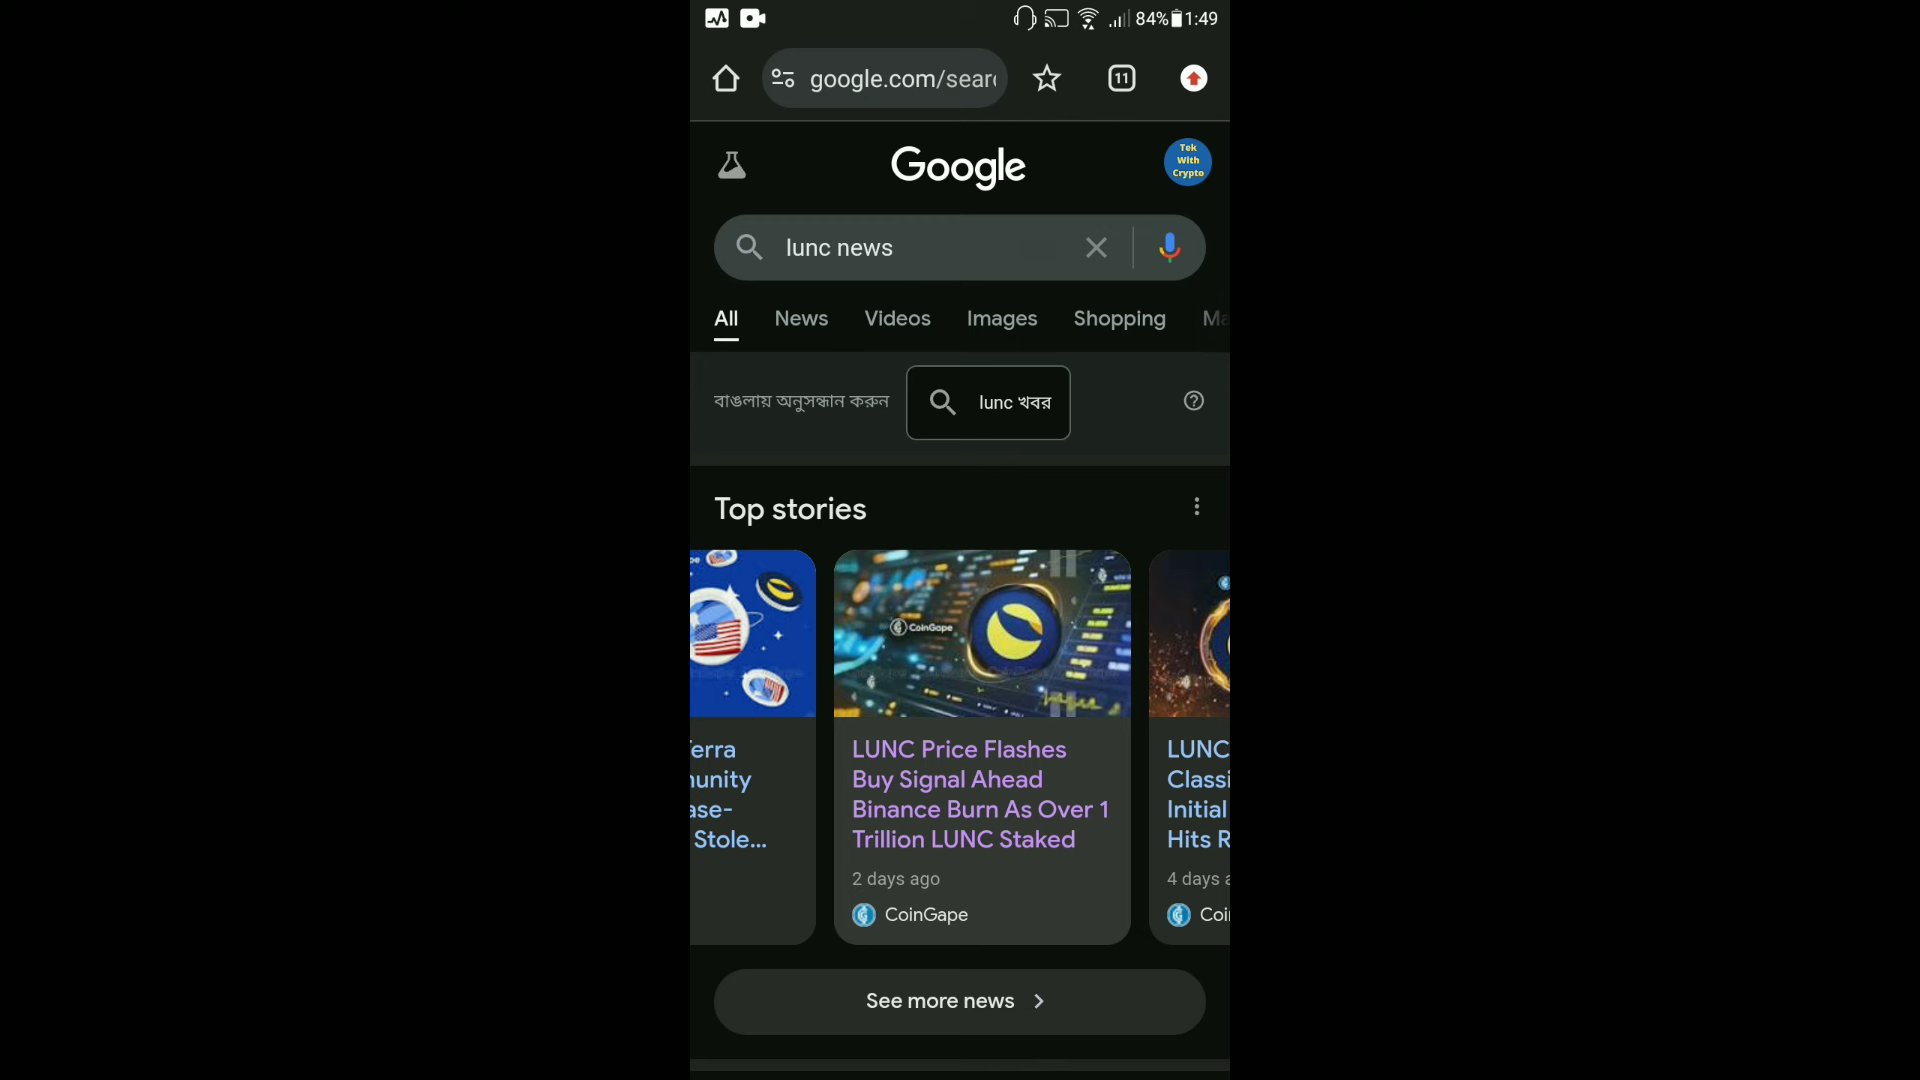 84% 1:49
google.com/sear
11
Google
Tek
With
Crypto
lunc news
All News Videos Images Shopping Ma
বাঙলায় অনুসন্ধান করুন lunc খবর
Top stories
CoinGape
erra
unity
ase-
Stole...
LUNC Price Flashes
Buy Signal Ahead
Binance Burn As Over 1
Trillion LUNC Staked
2 days ago
CoinGape
LUNC
Classi
Initial
Hits R
4 days a
Coi
See more news